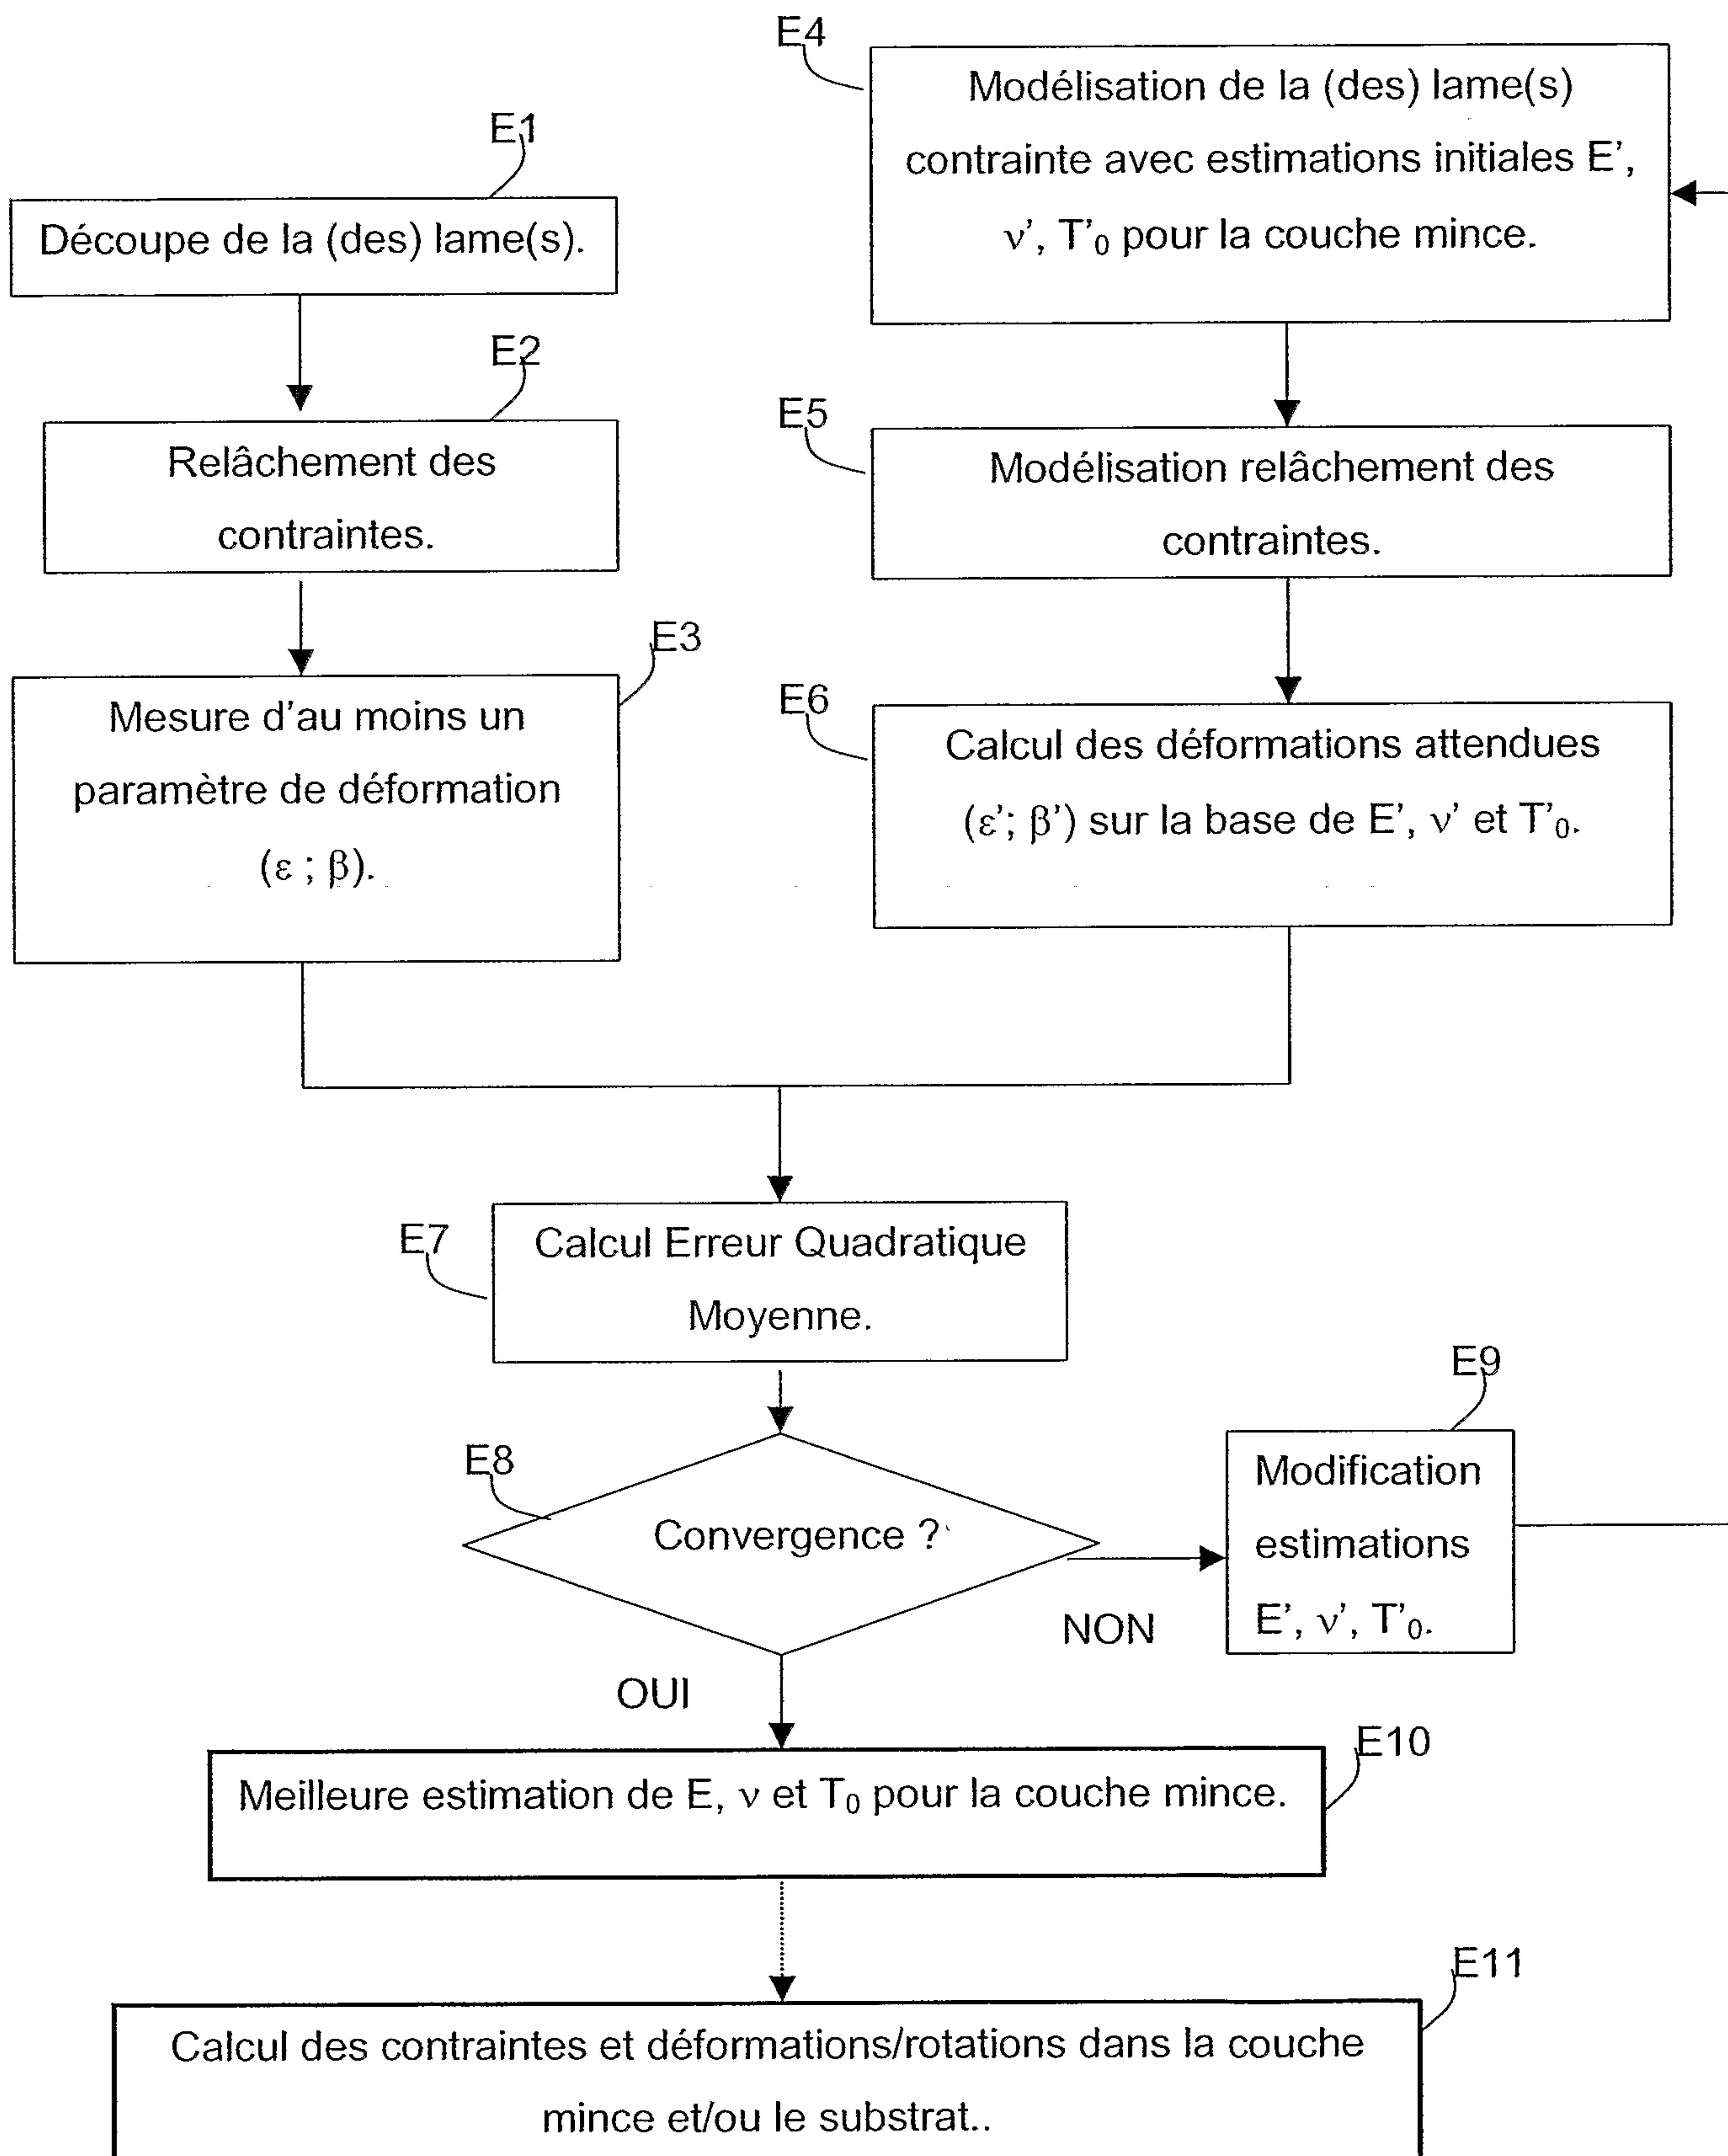 E1
Découpe de la (des) lame(s).
E2
Relâchement des
contraintes.
E3
Mesure d'au moins un
paramètre de déformation
(ε ; β).
E4
Modélisation de la (des) lame(s)
contrainte avec estimations initiales E',
ν', T'₀ pour la couche mince.
E5
Modélisation relâchement des
contraintes.
E6
Calcul des déformations attendues
(ε'; β') sur la base de E', ν' et T'₀.
E7
Calcul Erreur Quadratique
Moyenne.
E8
Convergence ?
NON
E9
Modification
estimations
E', ν', T'₀.
OUI
E10
Meilleure estimation de E, ν et T₀ pour la couche mince.
E11
Calcul des contraintes et déformations/rotations dans la couche
mince et/ou le substrat..